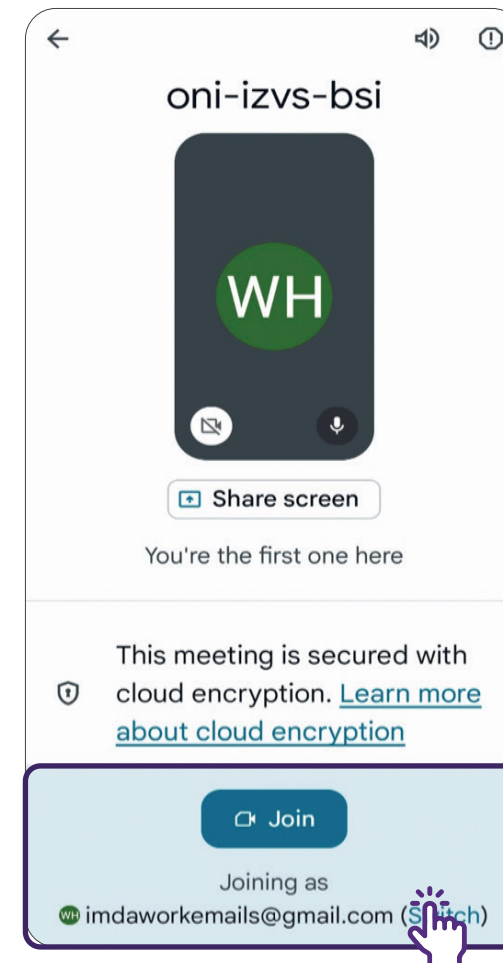 oni-izvs-bsi
WH
Share screen
You're the first one here
This meeting is secured with
cloud encryption. Learn more
about cloud encryption
Join
Joining as
WH imdaworkemails@gmail.com (Switch)